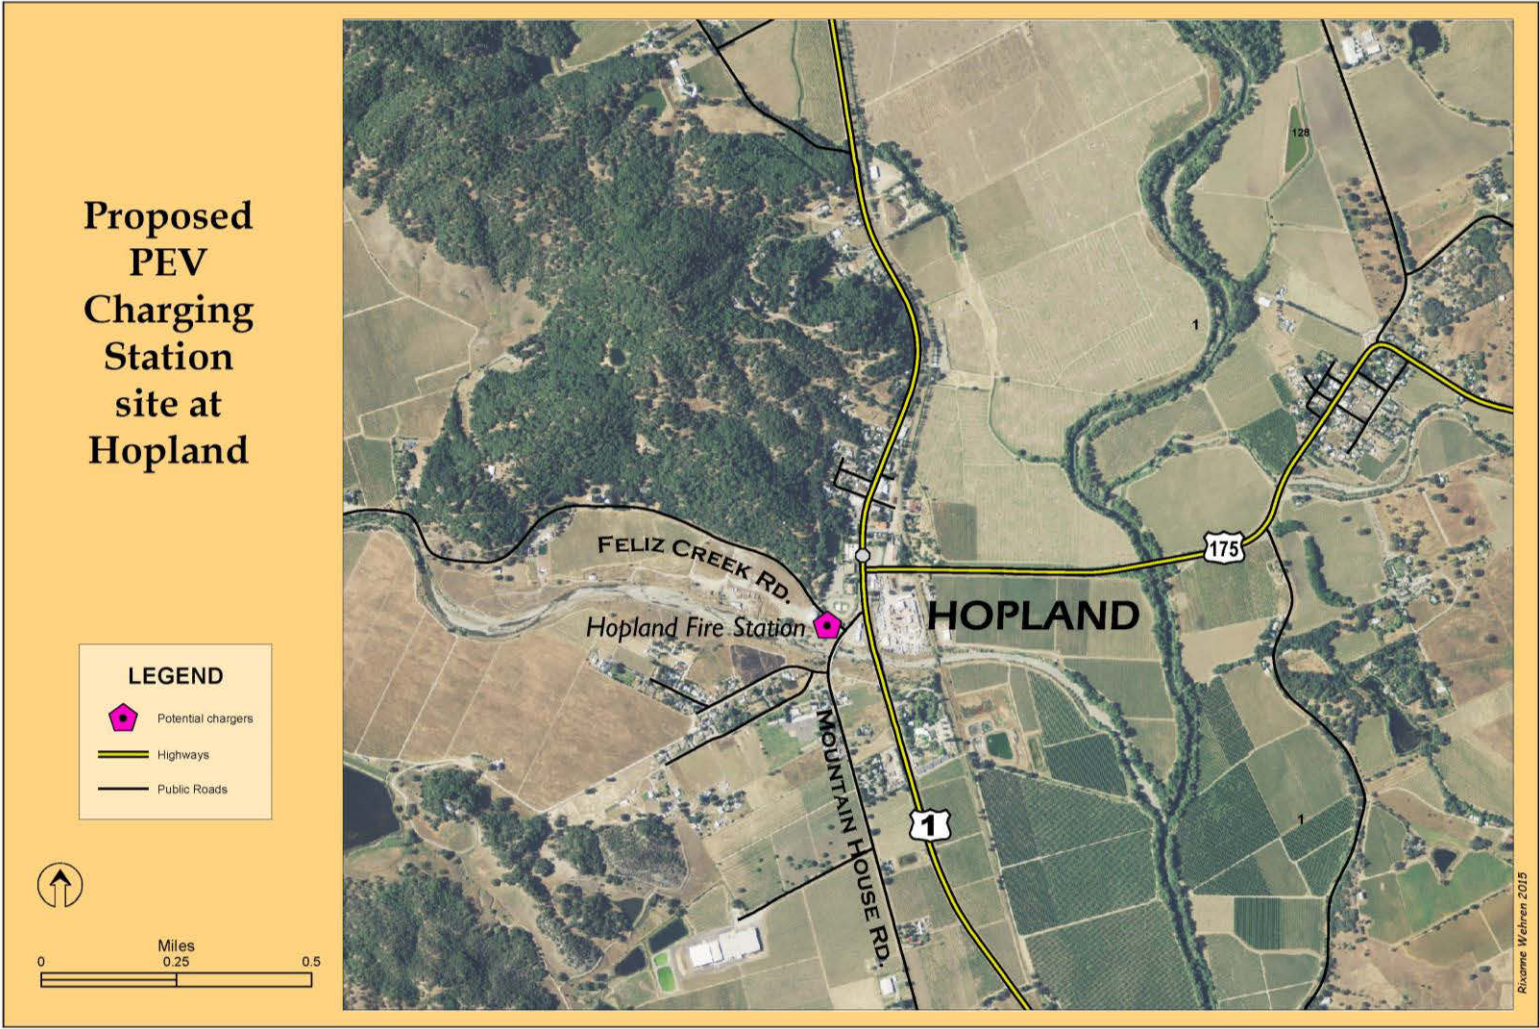 Proposed
PEV
Charging
Station
site at
Hopland
LEGEND
Potential chargers
Highways
Public Roads
Miles
0 0.25 0.5
128
1
FELIZ CREEK RD.
175
Hopland Fire Station
HOPLAND
MOUNTAIN HOUSE RD.
1
1
Rixanne Wehren 2015